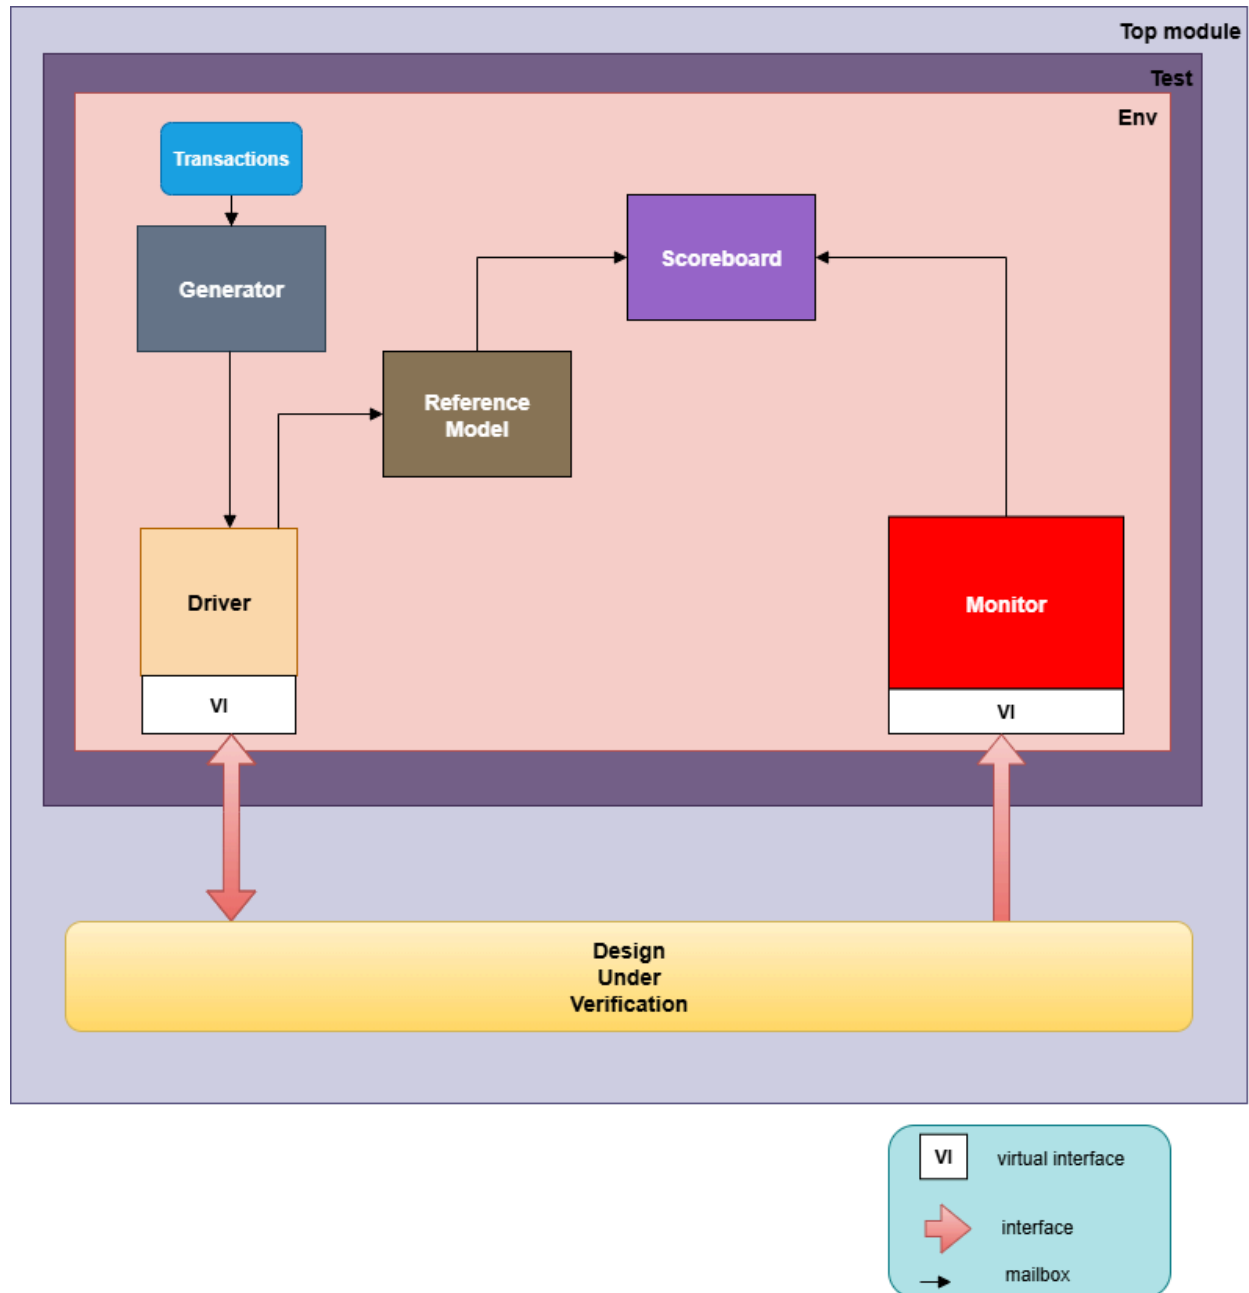 Top module
Test
Env
Transactions
Generator
Scoreboard
Reference
Model
Driver
Monitor
VI
VI
Design
Under
Verification
VI
virtual interface
interface
mailbox